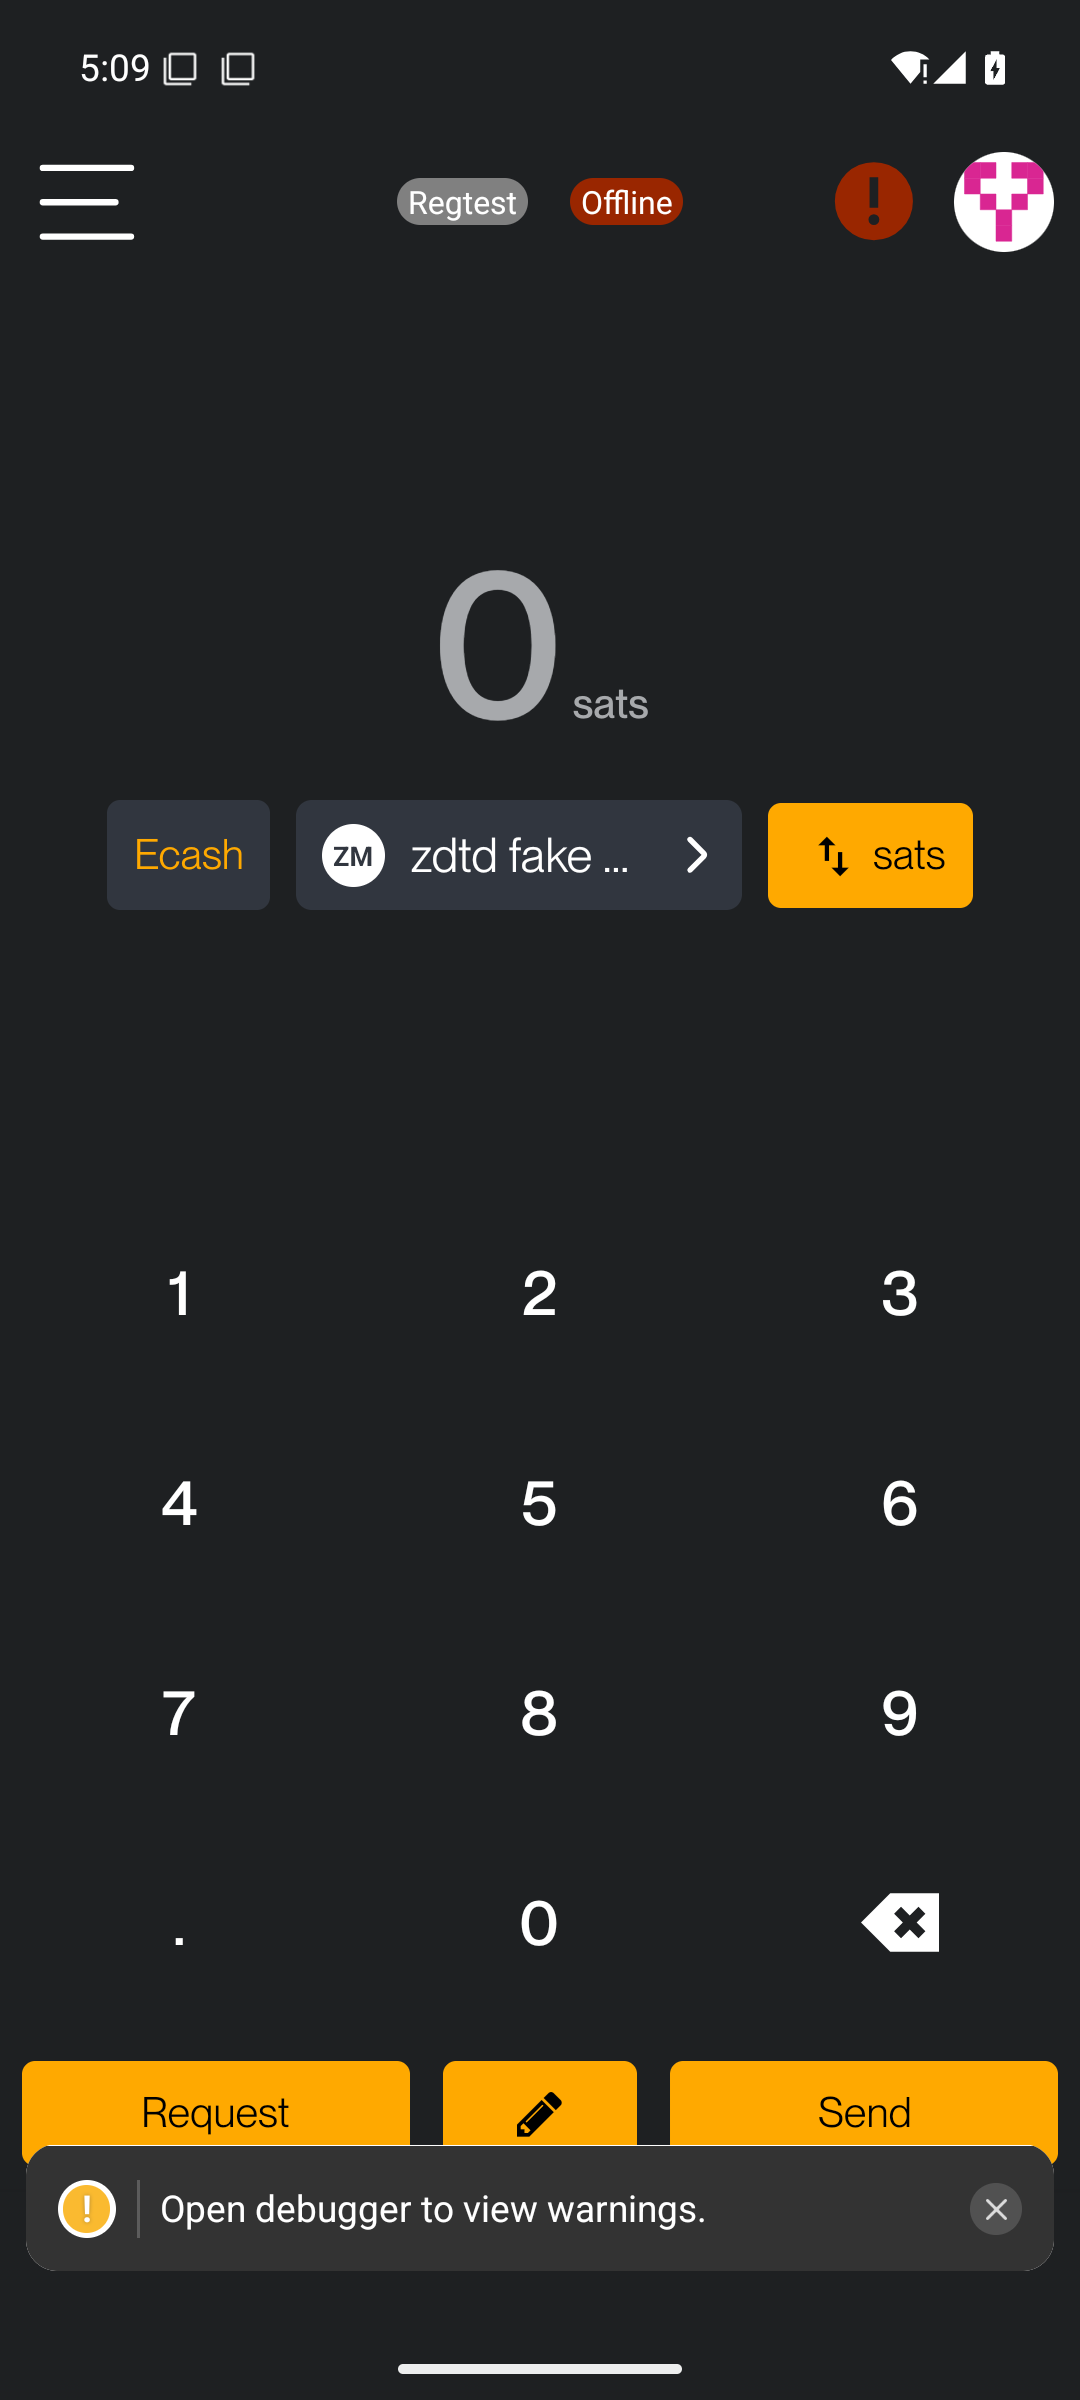 5:09
Regtest Offline
0 sats
Ecash ZM zdtd fake ... sats
1 2 3
4 5 6
7 8 9
. 0
Request Send
Open debugger to view warnings.